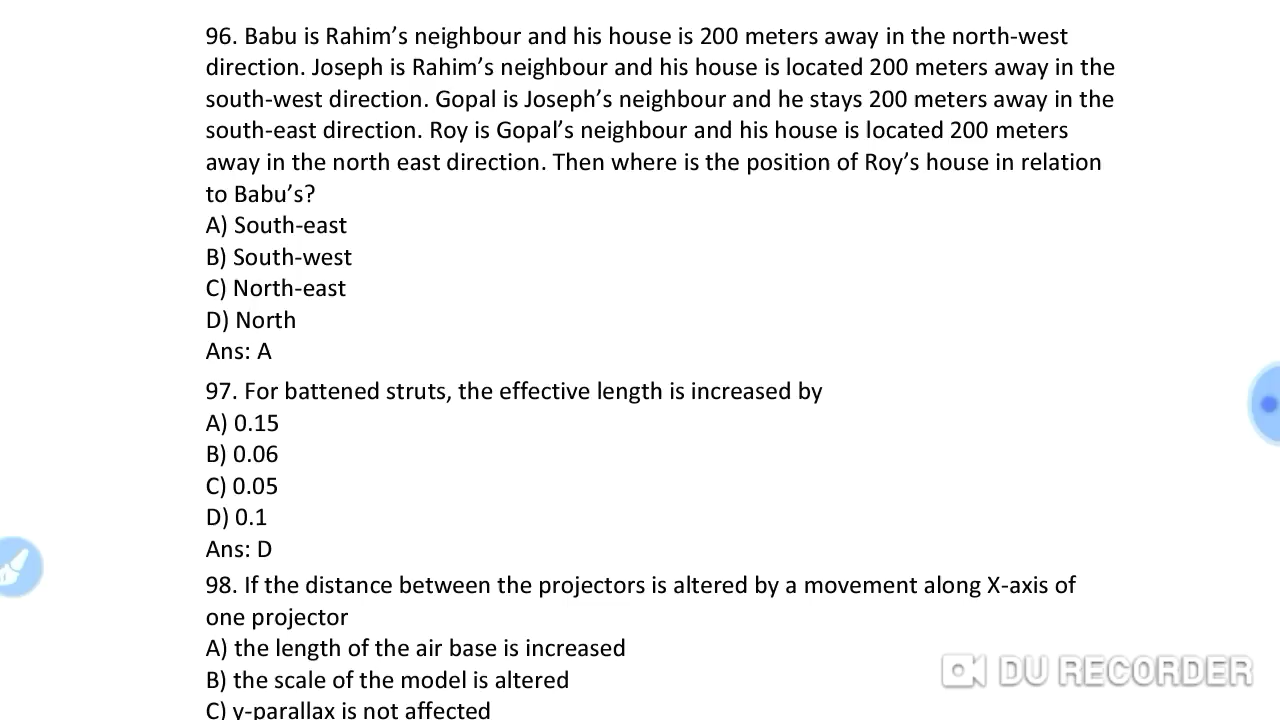 96. Babu is Rahim’s neighbour and his house is 200 meters away in the north-west
direction. Joseph is Rahim’s neighbour and his house is located 200 meters away in the
south-west direction. Gopal is Joseph’s neighbour and he stays 200 meters away in the
south-east direction. Roy is Gopal’s neighbour and his house is located 200 meters
away in the north east direction. Then where is the position of Roy’s house in relation
to Babu’s?
A) South-east
B) South-west
C) North-east
D) North
Ans: A
97. For battened struts, the effective length is increased by
A) 0.15
B) 0.06
C) 0.05
D) 0.1
Ans: D
98. If the distance between the projectors is altered by a movement along X-axis of
one projector
A) the length of the air base is increased
B) the scale of the model is altered
C) y-parallax is not affected
DU RECORDER